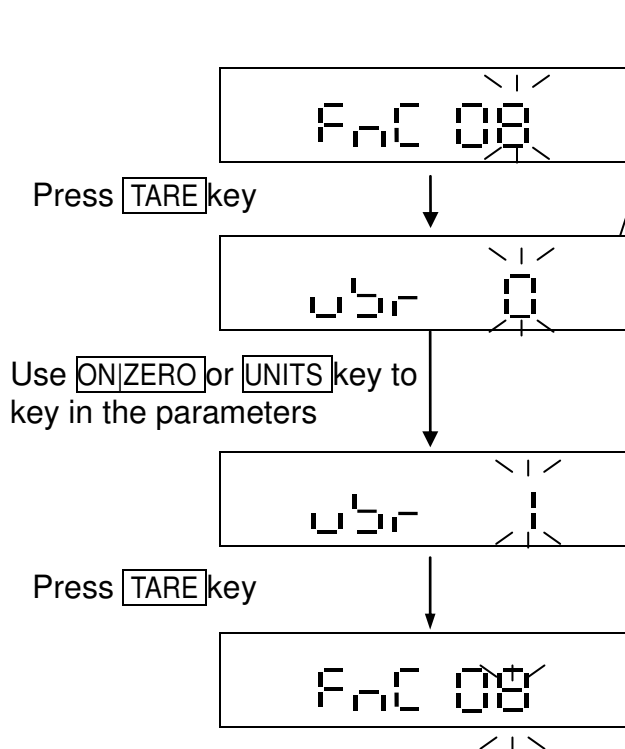 FnC 08
Press TARE key
ubr 0
Use ON|ZERO or UNITS key to
key in the parameters
ubr 1
Press TARE key
FnC 08